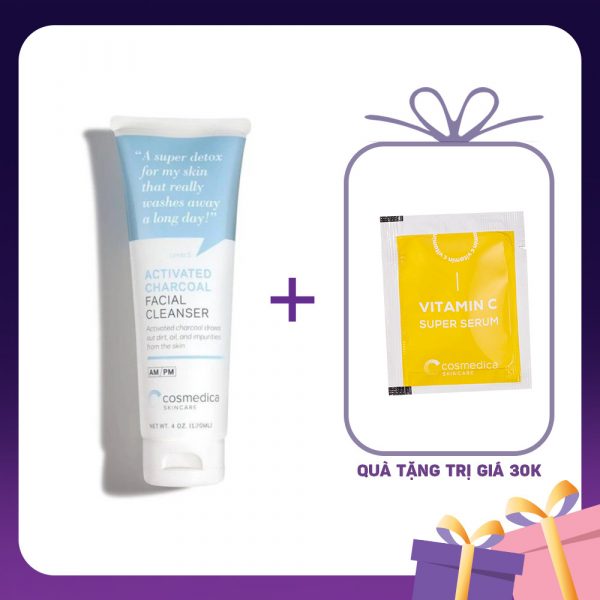 “A super detox
for my skin
that really
washes away
a long day!”
ACTIVATED
CHARCOAL
FACIAL
CLEANSER
Activated charcoal draws
out dirt, oil, and impurities
from the skin
AM PM
cosmedica
SKINCARE
NET WT. 4 OZ.
vitamin c vitamin c
VITAMIN C
SUPER SERUM
cosmedica
SKINCARE
QUÀ TẶNG TRỊ GIÁ 30K